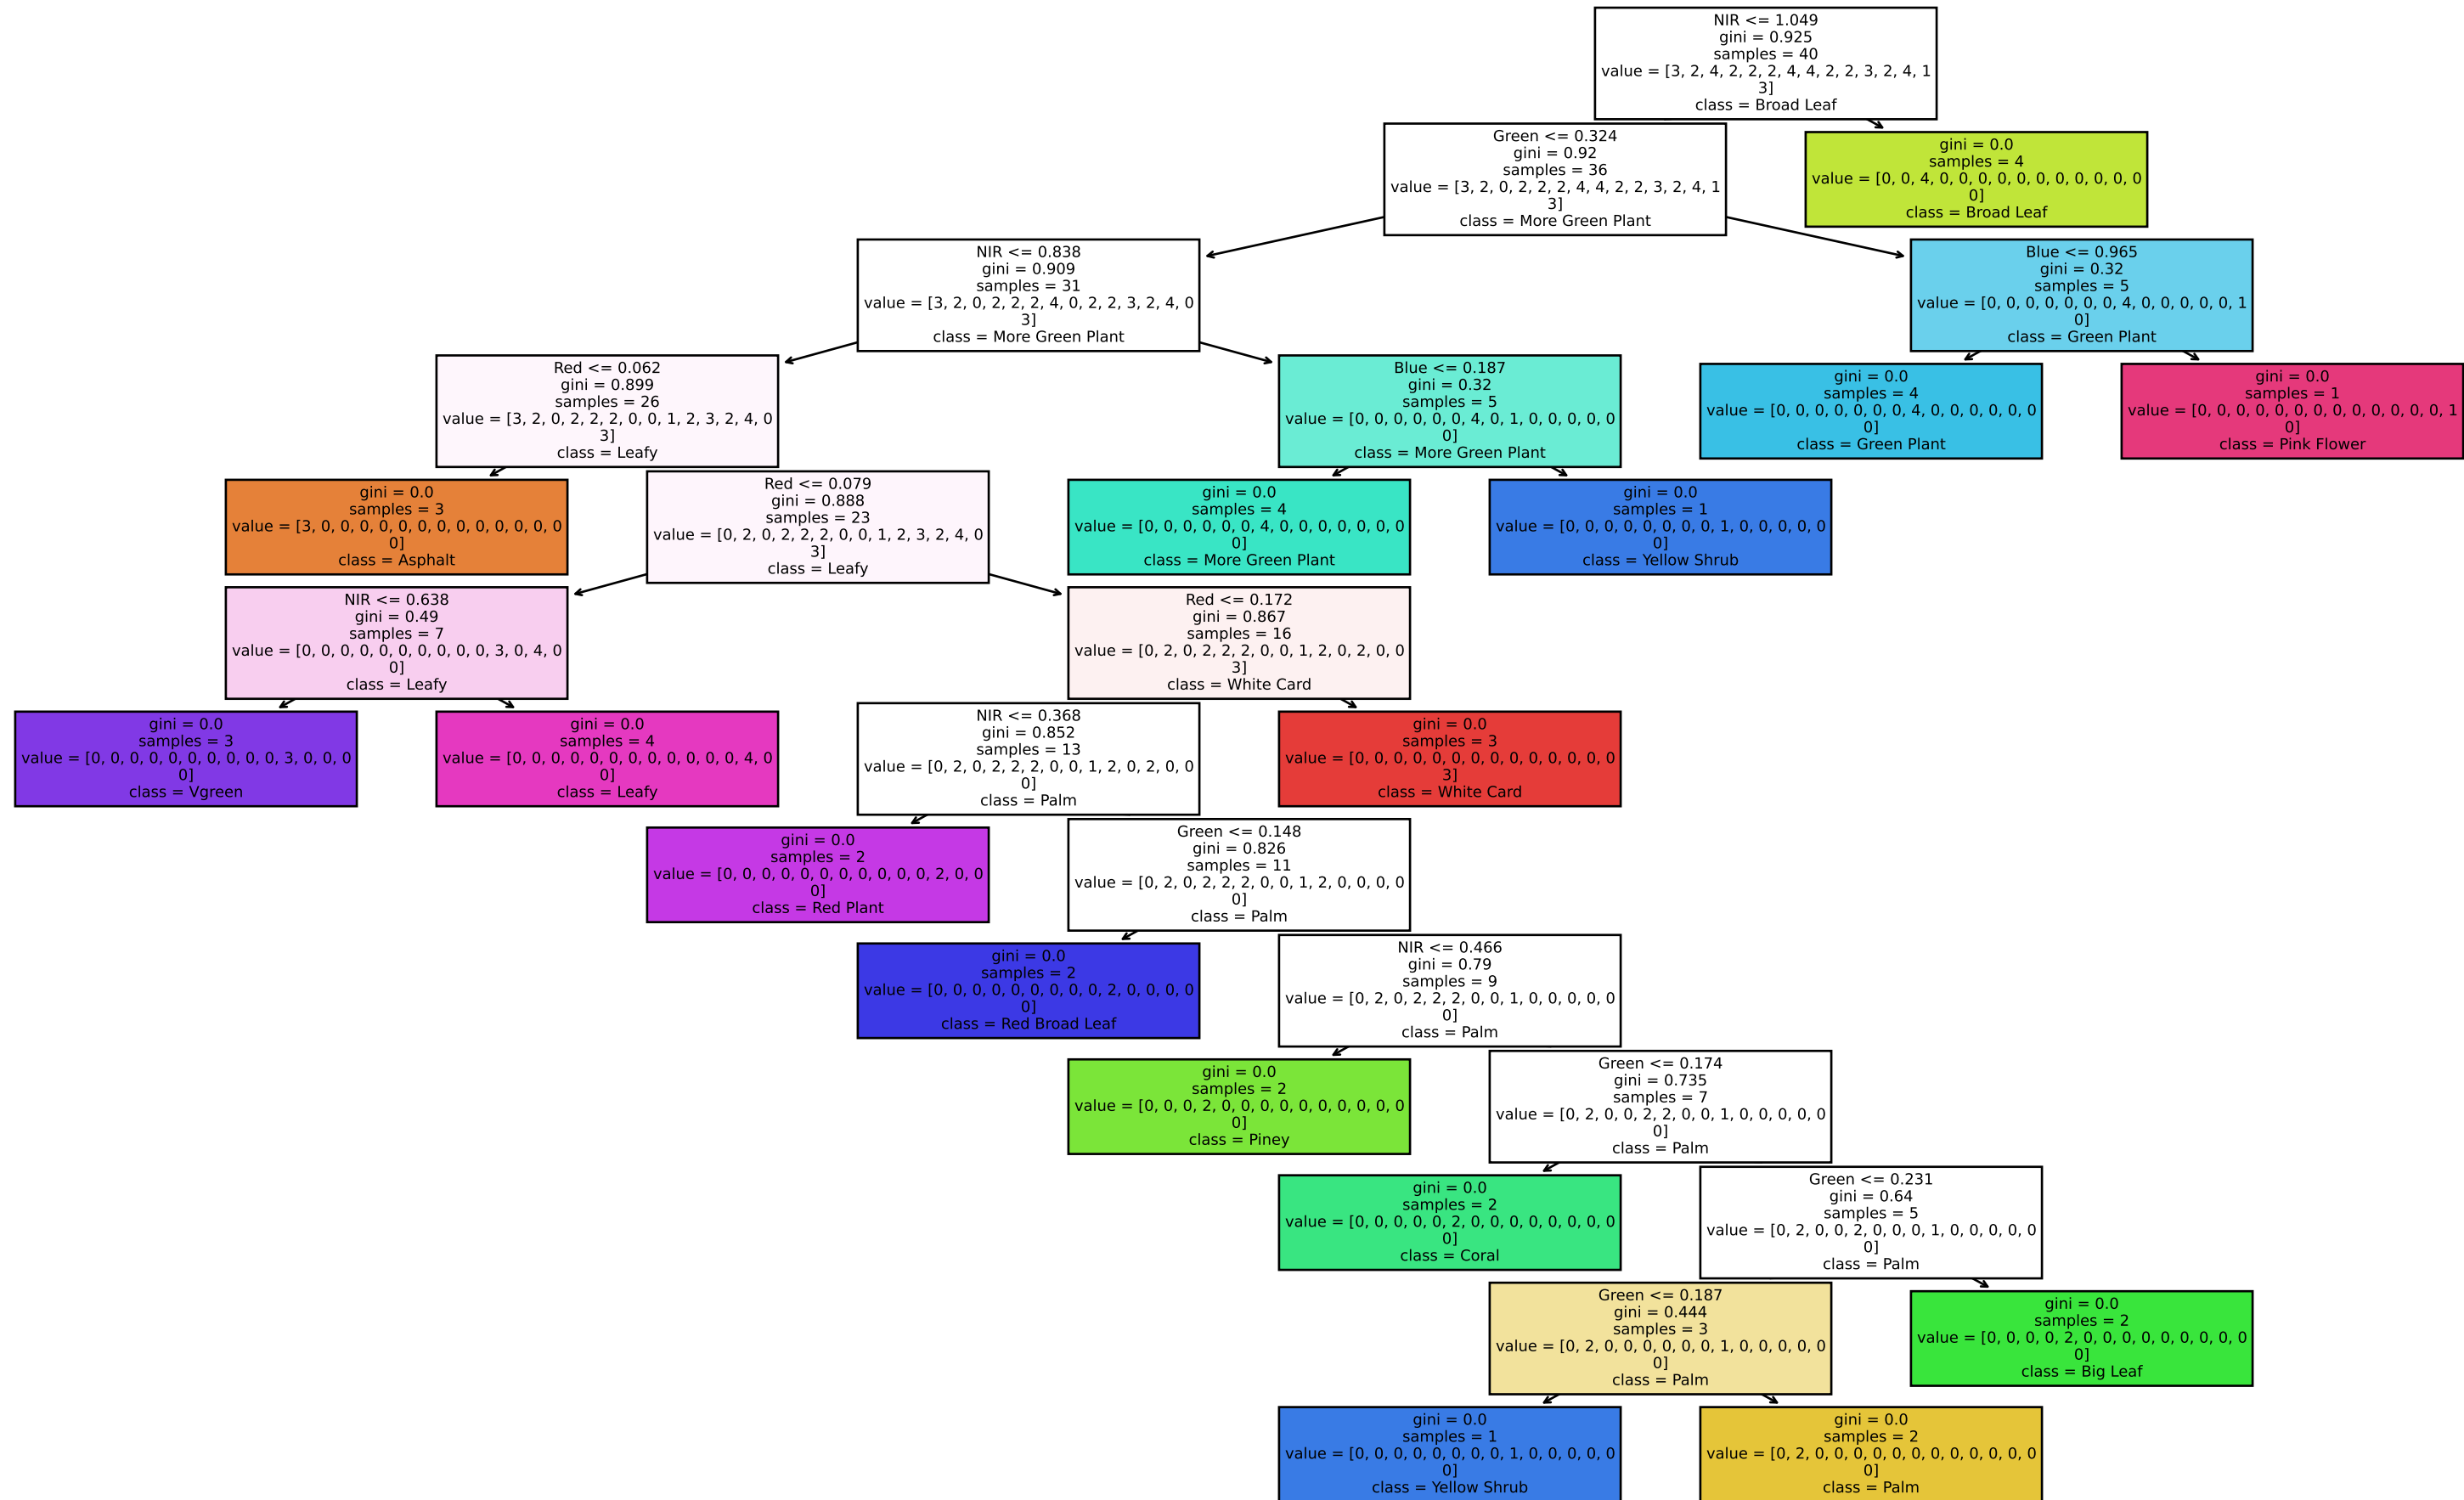 NIR <= 1.049
gini = 0.925
samples = 40
value = [3, 2, 4, 2, 2, 2, 4, 4, 2, 2, 3, 2, 4, 1
3]
class = Broad Leaf
Green <= 0.324
gini = 0.92
samples = 36
value = [3, 2, 0, 2, 2, 2, 4, 4, 2, 2, 3, 2, 4, 1
3]
class = More Green Plant
gini = 0.0
samples = 4
value = [0, 0, 4, 0, 0, 0, 0, 0, 0, 0, 0, 0, 0, 0
0]
class = Broad Leaf
NIR <= 0.838
gini = 0.909
samples = 31
value = [3, 2, 0, 2, 2, 2, 4, 0, 2, 2, 3, 2, 4, 0
3]
class = More Green Plant
Blue <= 0.965
gini = 0.32
samples = 5
value = [0, 0, 0, 0, 0, 0, 0, 4, 0, 0, 0, 0, 0, 1
0]
class = Green Plant
Red <= 0.062
gini = 0.899
samples = 26
value = [3, 2, 0, 2, 2, 2, 0, 0, 1, 2, 3, 2, 4, 0
3]
class = Leafy
Blue <= 0.187
gini = 0.32
samples = 5
value = [0, 0, 0, 0, 0, 0, 4, 0, 1, 0, 0, 0, 0, 0
0]
class = More Green Plant
gini = 0.0
samples = 4
value = [0, 0, 0, 0, 0, 0, 0, 4, 0, 0, 0, 0, 0, 0
0]
class = Green Plant
gini = 0.0
samples = 1
value = [0, 0, 0, 0, 0, 0, 0, 0, 0, 0, 0, 0, 0, 1
0]
class = Pink Flower
gini = 0.0
samples = 3
value = [3, 0, 0, 0, 0, 0, 0, 0, 0, 0, 0, 0, 0, 0
0]
class = Asphalt
Red <= 0.079
gini = 0.888
samples = 23
value = [0, 2, 0, 2, 2, 2, 0, 0, 1, 2, 3, 2, 4, 0
3]
class = Leafy
gini = 0.0
samples = 4
value = [0, 0, 0, 0, 0, 0, 4, 0, 0, 0, 0, 0, 0, 0
0]
class = More Green Plant
gini = 0.0
samples = 1
value = [0, 0, 0, 0, 0, 0, 0, 0, 1, 0, 0, 0, 0, 0
0]
class = Yellow Shrub
NIR <= 0.638
gini = 0.49
samples = 7
value = [0, 0, 0, 0, 0, 0, 0, 0, 0, 0, 3, 0, 4, 0
0]
class = Leafy
Red <= 0.172
gini = 0.867
samples = 16
value = [0, 2, 0, 2, 2, 2, 0, 0, 1, 2, 0, 2, 0, 0
3]
class = White Card
gini = 0.0
samples = 3
value = [0, 0, 0, 0, 0, 0, 0, 0, 0, 0, 3, 0, 0, 0
0]
class = Vgreen
gini = 0.0
samples = 4
value = [0, 0, 0, 0, 0, 0, 0, 0, 0, 0, 0, 0, 4, 0
0]
class = Leafy
NIR <= 0.368
gini = 0.852
samples = 13
value = [0, 2, 0, 2, 2, 2, 0, 0, 1, 2, 0, 2, 0, 0
0]
class = Palm
gini = 0.0
samples = 3
value = [0, 0, 0, 0, 0, 0, 0, 0, 0, 0, 0, 0, 0, 0
3]
class = White Card
gini = 0.0
samples = 2
value = [0, 0, 0, 0, 0, 0, 0, 0, 0, 0, 0, 2, 0, 0
0]
class = Red Plant
Green <= 0.148
gini = 0.826
samples = 11
value = [0, 2, 0, 2, 2, 2, 0, 0, 1, 2, 0, 0, 0, 0
0]
class = Palm
gini = 0.0
samples = 2
value = [0, 0, 0, 0, 0, 0, 0, 0, 0, 2, 0, 0, 0, 0
0]
class = Red Broad Leaf
NIR <= 0.466
gini = 0.79
samples = 9
value = [0, 2, 0, 2, 2, 2, 0, 0, 1, 0, 0, 0, 0, 0
0]
class = Palm
gini = 0.0
samples = 2
value = [0, 0, 0, 2, 0, 0, 0, 0, 0, 0, 0, 0, 0, 0
0]
class = Piney
Green <= 0.174
gini = 0.735
samples = 7
value = [0, 2, 0, 0, 2, 2, 0, 0, 1, 0, 0, 0, 0, 0
0]
class = Palm
gini = 0.0
samples = 2
value = [0, 0, 0, 0, 0, 2, 0, 0, 0, 0, 0, 0, 0, 0
0]
class = Coral
Green <= 0.231
gini = 0.64
samples = 5
value = [0, 2, 0, 0, 2, 0, 0, 0, 1, 0, 0, 0, 0, 0
0]
class = Palm
Green <= 0.187
gini = 0.444
samples = 3
value = [0, 2, 0, 0, 0, 0, 0, 0, 1, 0, 0, 0, 0, 0
0]
class = Palm
gini = 0.0
samples = 2
value = [0, 0, 0, 0, 2, 0, 0, 0, 0, 0, 0, 0, 0, 0
0]
class = Big Leaf
gini = 0.0
samples = 1
value = [0, 0, 0, 0, 0, 0, 0, 0, 1, 0, 0, 0, 0, 0
0]
class = Yellow Shrub
gini = 0.0
samples = 2
value = [0, 2, 0, 0, 0, 0, 0, 0, 0, 0, 0, 0, 0, 0
0]
class = Palm